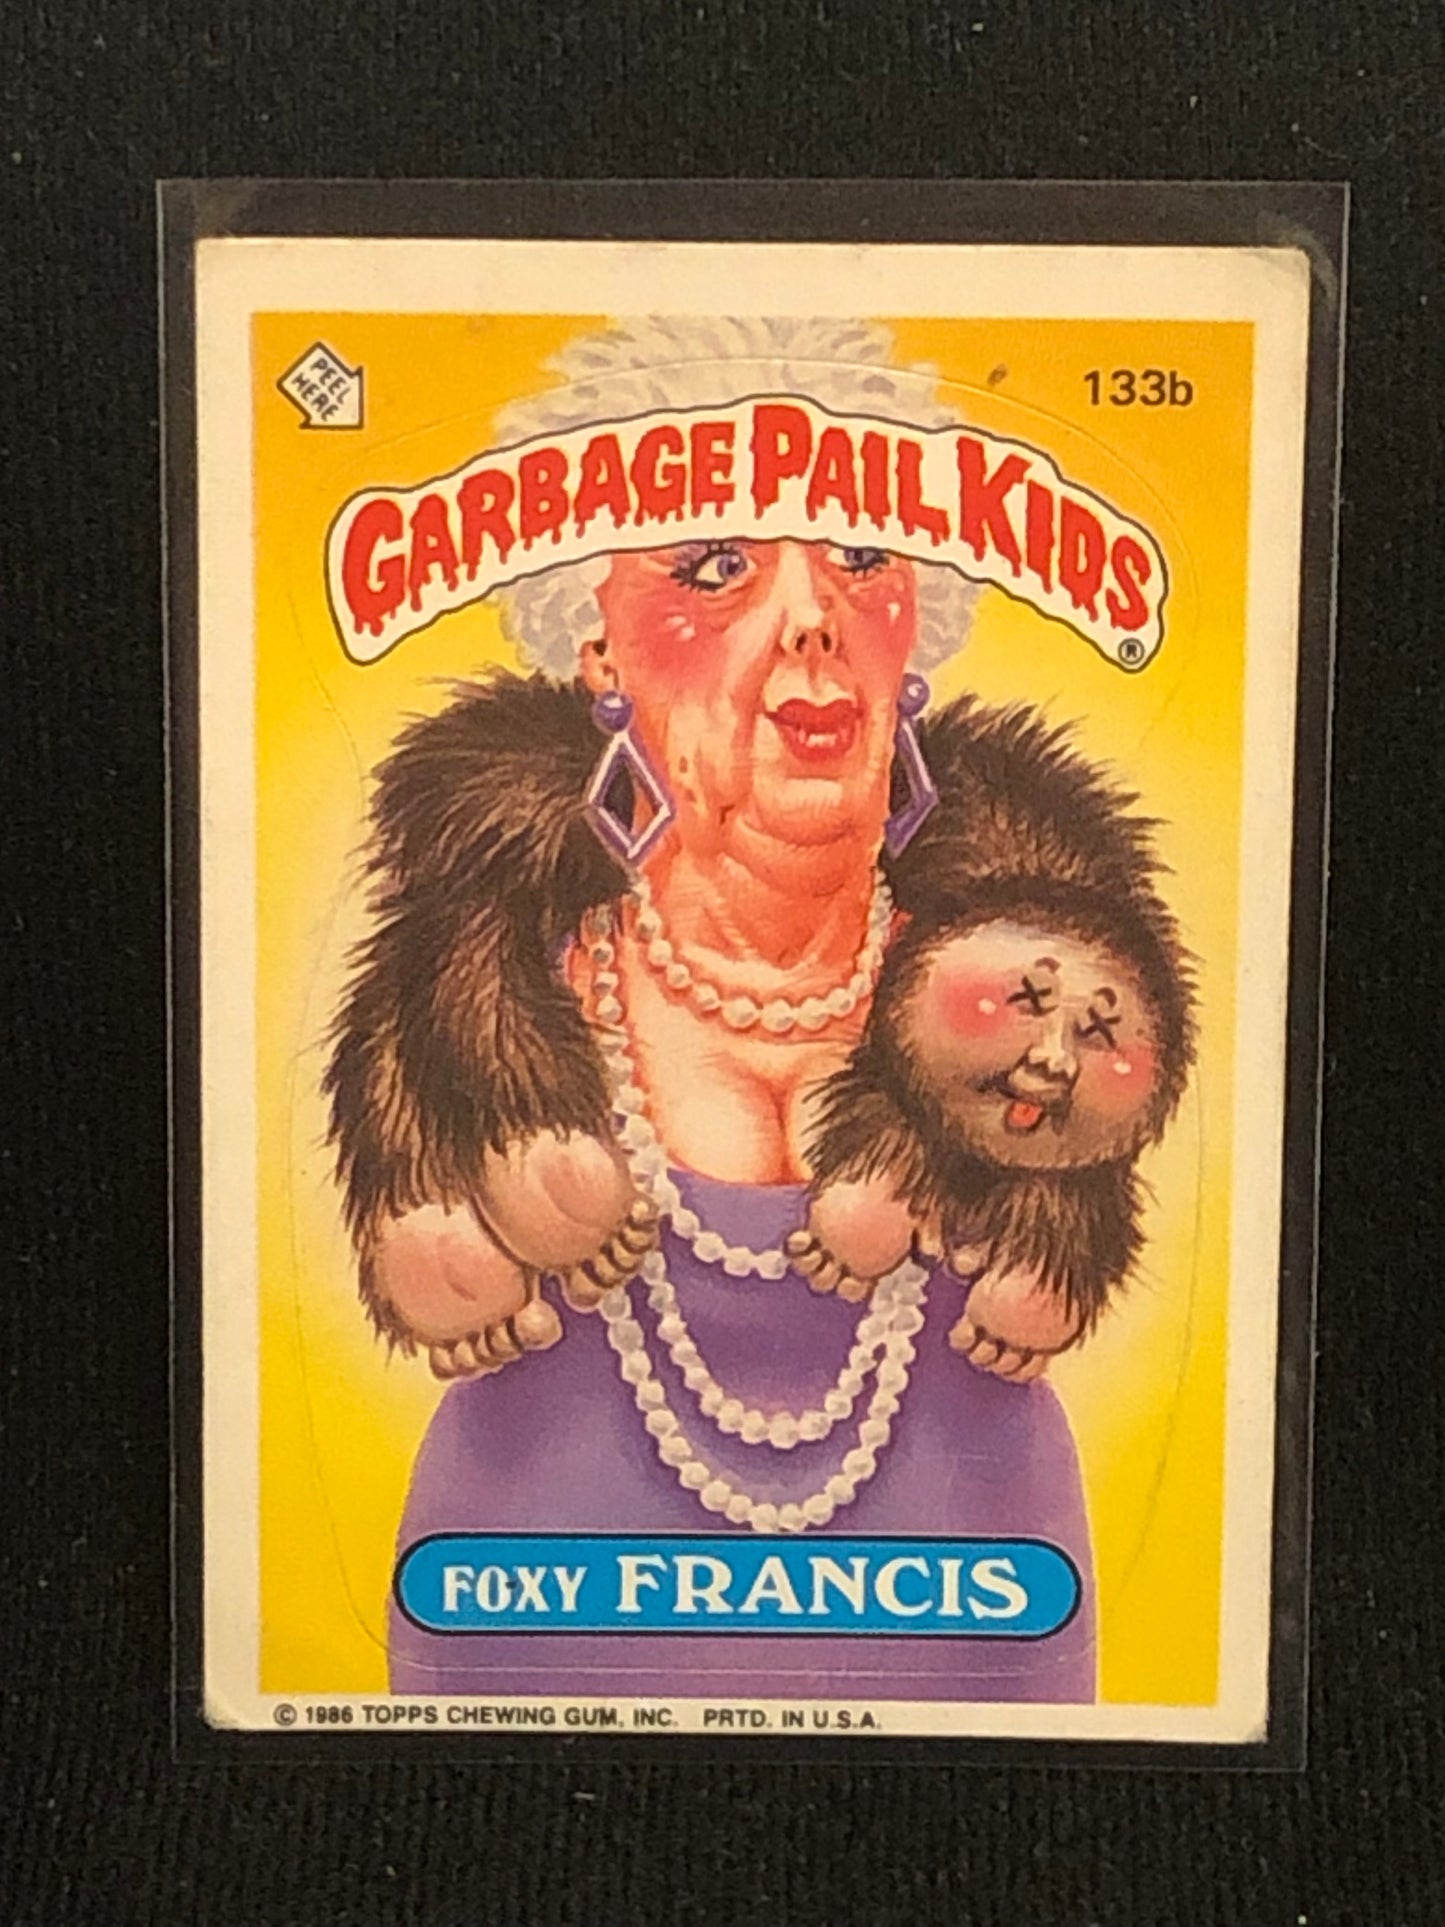 PEEL
HERE
133b
GARBAGE PAIL KIDS
®
FOXY FRANCIS
© 1986 TOPPS CHEWING GUM, INC. PRTD. IN U.S.A.